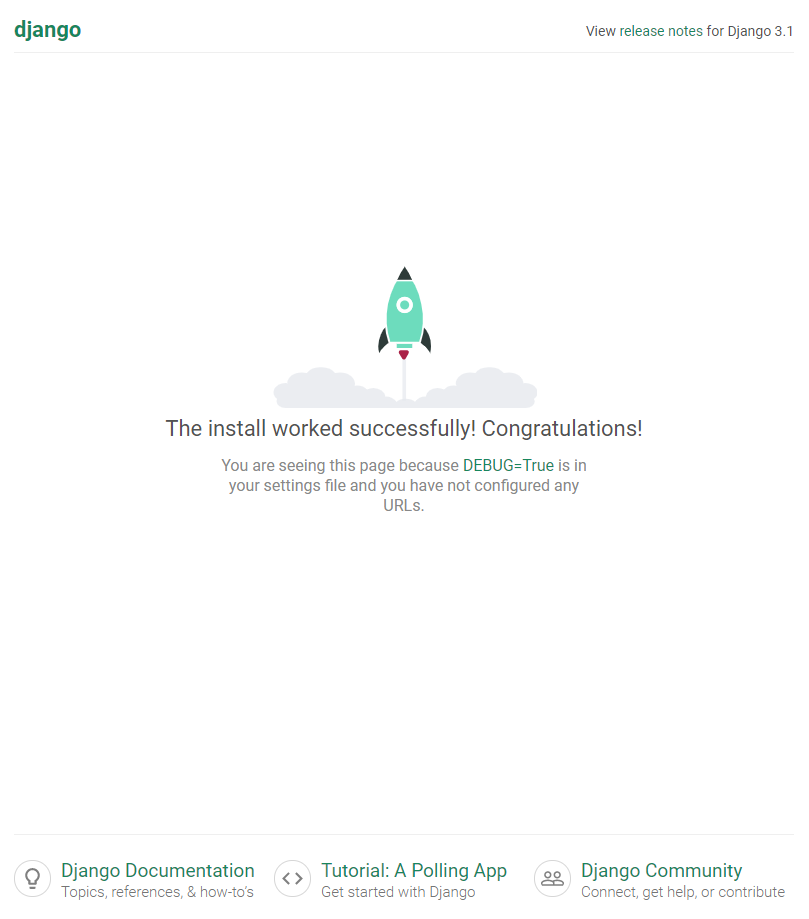 django
View release notes for Django 3.1
The install worked successfully! Congratulations!
You are seeing this page because DEBUG=True is in
your settings file and you have not configured any
URLs.
Django Documentation
Topics, references, & how-to's
Tutorial: A Polling App
Get started with Django
Django Community
Connect, get help, or contribute